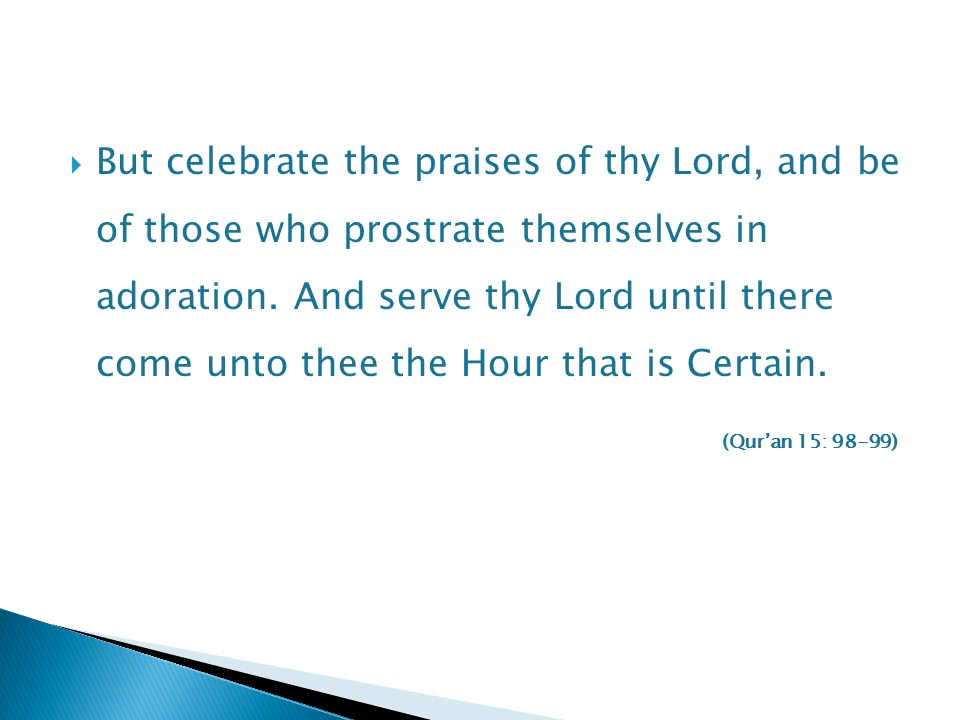 But celebrate the praises of thy Lord, and be
of those who prostrate themselves in
adoration. And serve thy Lord until there
come unto thee the Hour that is Certain.
(Qur’an 15: 98-99)